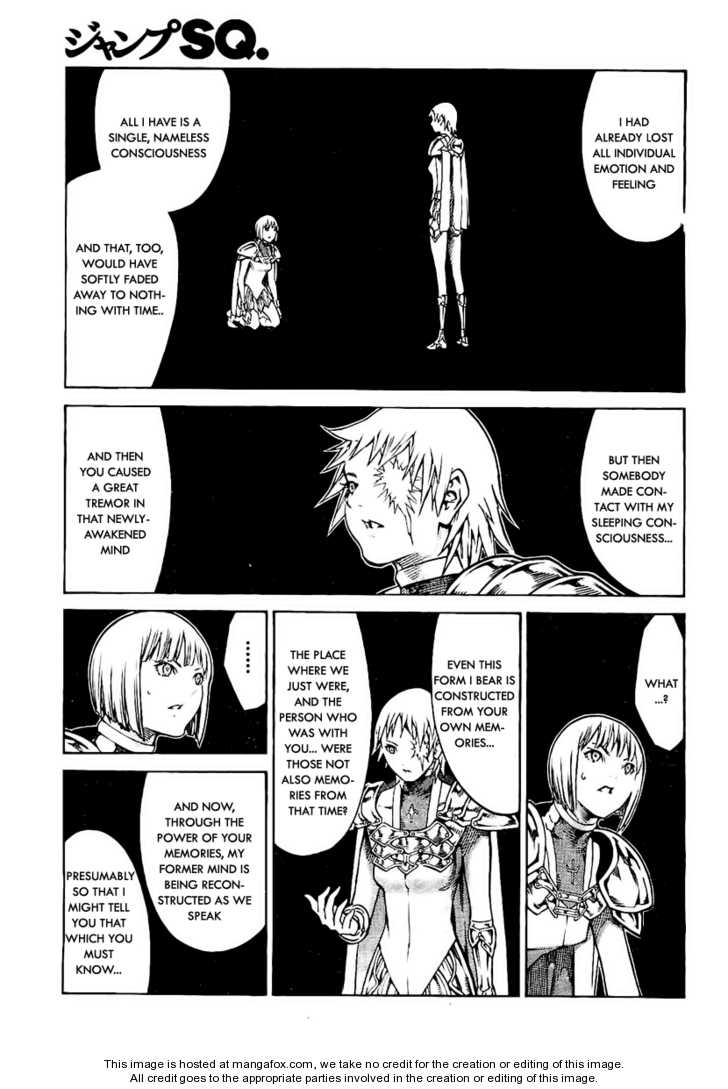 ジャンプSQ.
I HAD
ALREADY LOST
ALL INDIVIDUAL
EMOTION AND
FEELING
ALL I HAVE IS A
SINGLE, NAMELESS
CONSCIOUSNESS
AND THAT, TOO,
WOULD HAVE
SOFTLY FADED
AWAY TO NOTH-
ING WITH TIME..
BUT THEN
SOMEBODY
MADE CON-
TACT WITH MY
SLEEPING CON-
SCIOUSNESS...
AND THEN
YOU CAUSED
A GREAT
TREMOR IN
THAT NEWLY-
AWAKENED
MIND
WHAT
...?
EVEN THIS
FORM I BEAR IS
CONSTRUCTED
FROM YOUR
OWN MEM-
ORIES...
THE PLACE
WHERE WE
JUST WERE,
AND THE
PERSON WHO
WAS WITH
YOU... WERE
THOSE NOT
ALSO MEMO-
RIES FROM
THAT TIME?
......
AND NOW,
THROUGH THE
POWER OF YOUR
MEMORIES, MY
FORMER MIND IS
BEING RECON-
STRUCTED AS WE
SPEAK
PRESUMABLY
SO THAT I
MIGHT TELL
YOU THAT
WHICH YOU
MUST
KNOW...
This image is hosted at mangafox.com, we take no credit for the creation or editing of this image.
All credit goes to the appropriate parties involved in the creation or editing of this image.